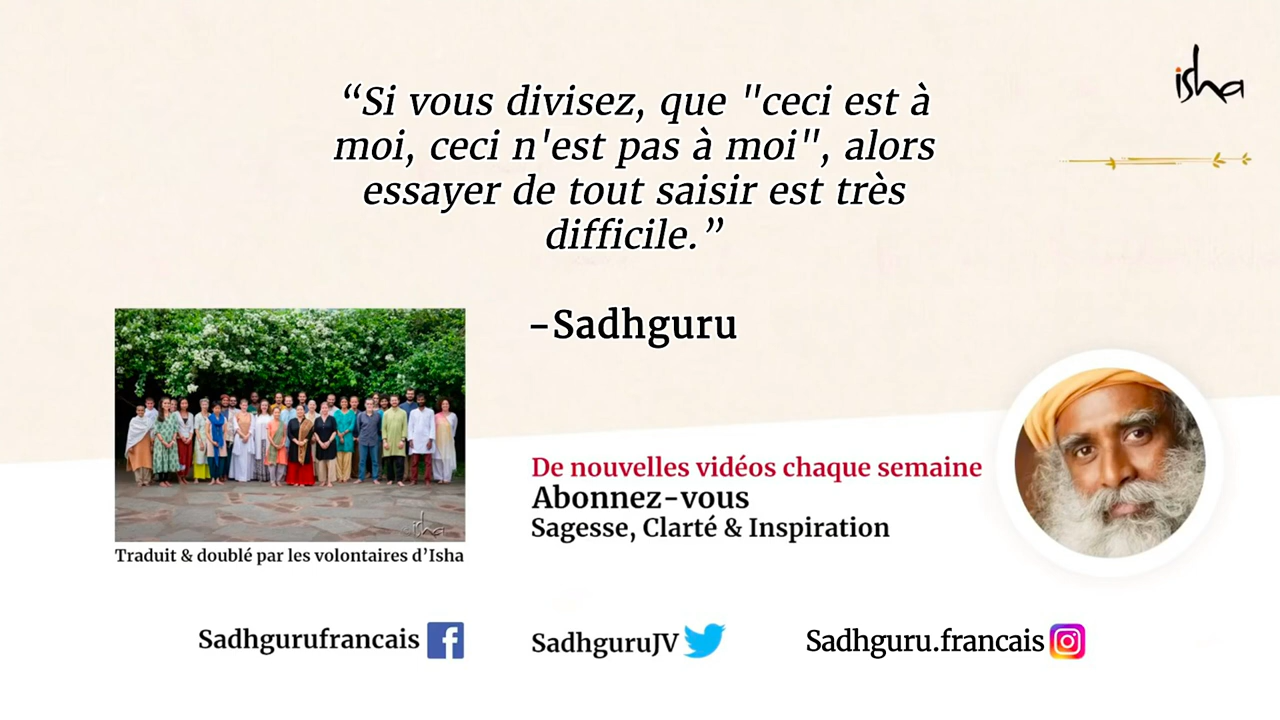 isha
“Si vous divisez, que "ceci est à
moi, ceci n'est pas à moi", alors
essayer de tout saisir est très
difficile.”
–Sadhguru
isha
Traduit & doublé par les volontaires d’Isha
De nouvelles vidéos chaque semaine
Abonnez-vous
Sagesse, Clarté & Inspiration
Sadhgurufrancais
SadhguruJV
Sadhguru.francais